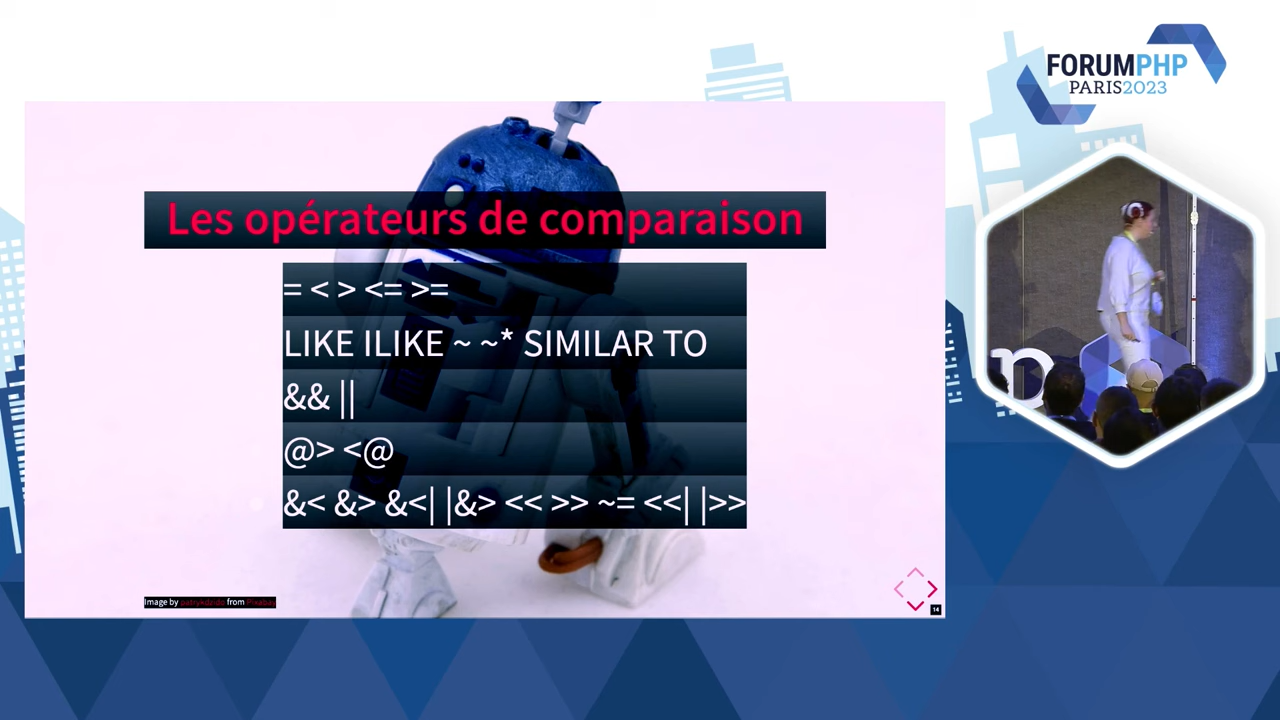 FORUMPHP
PARIS2023
Les opérateurs de comparaison
= < > <= >=
LIKE ILIKE ~ ~* SIMILAR TO
&& ||
@> <@
&< &> &<| |&> << >> ~= <<| |>>
Image by
from
14